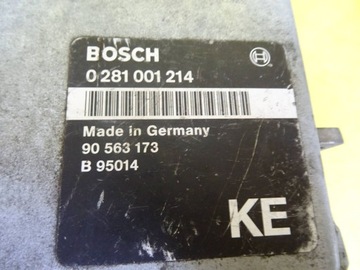 BOSCH
0 281 001 214
Made in Germany
90 563 173
B 95014
KE